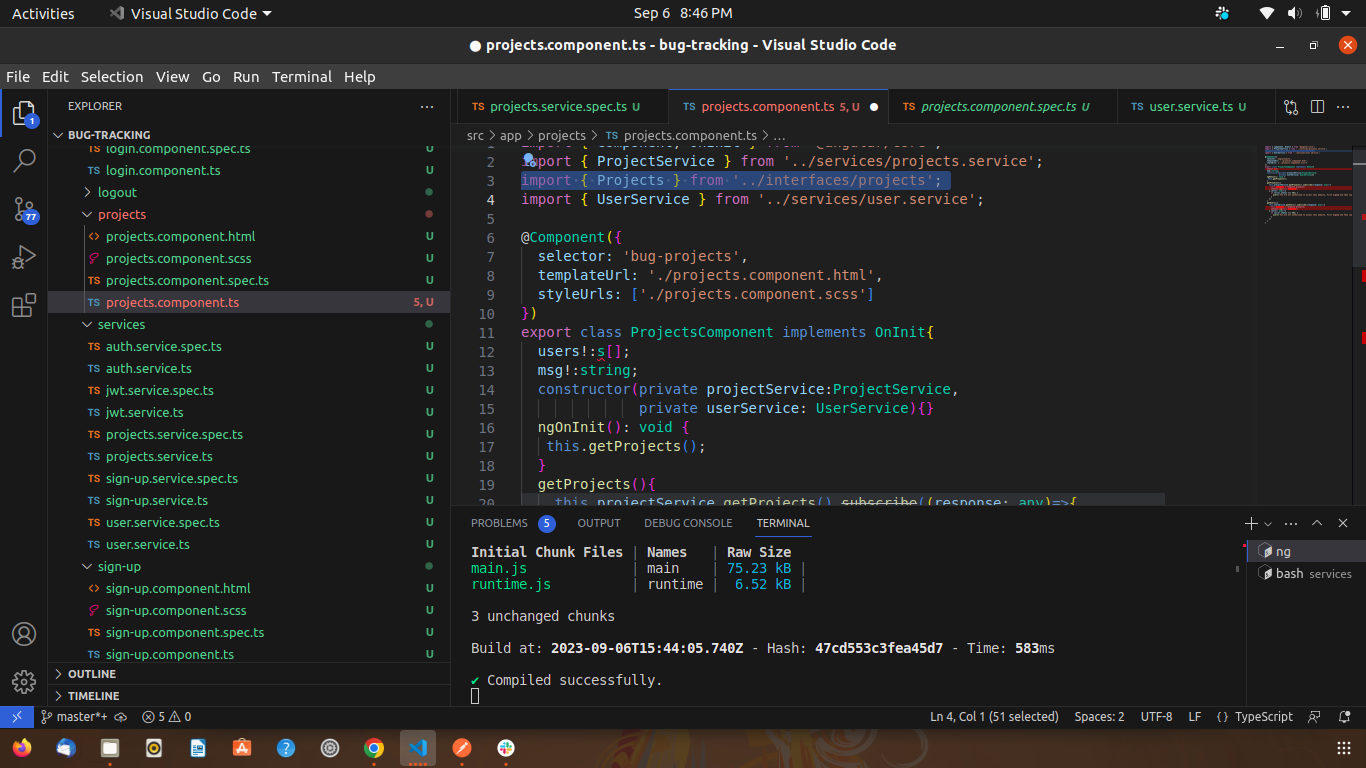 Activities
Visual Studio Code
Sep 6 8:46 PM
● projects.component.ts - bug-tracking - Visual Studio Code
File Edit Selection View Go Run Terminal Help
EXPLORER
BUG-TRACKING
TS login.component.spec.ts U
TS login.component.ts U
logout
projects
<> projects.component.html U
projects.component.scss U
TS projects.component.spec.ts U
TS projects.component.ts 5, U
services
TS auth.service.spec.ts U
TS auth.service.ts U
TS jwt.service.spec.ts U
TS jwt.service.ts U
TS projects.service.spec.ts U
TS projects.service.ts U
TS sign-up.service.spec.ts U
TS sign-up.service.ts U
TS user.service.spec.ts U
TS user.service.ts U
sign-up
<> sign-up.component.html U
sign-up.component.scss U
TS sign-up.component.spec.ts U
TS sign-up.component.ts U
OUTLINE
TIMELINE
1
77
TS projects.service.spec.ts U
TS projects.component.ts 5, U ●
TS projects.component.spec.ts U
TS user.service.ts U
src > app > projects > TS projects.component.ts > ...
1 import { Component, OnInit } from '@angular/core';
2 import { ProjectService } from '../services/projects.service';
3 import { Projects } from '../interfaces/projects';
4 import { UserService } from '../services/user.service';
5
6 @Component({
7 selector: 'bug-projects',
8 templateUrl: './projects.component.html',
9 styleUrls: ['./projects.component.scss']
10 })
11 export class ProjectsComponent implements OnInit{
12 users!:s[];
13 msg!:string;
14 constructor(private projectService:ProjectService,
15 private userService: UserService){}
16 ngOnInit(): void {
17 this.getProjects();
18 }
19 getProjects(){
20 this.projectService.getProjects().subscribe((response: any)=>{
PROBLEMS 5 OUTPUT DEBUG CONSOLE TERMINAL
Initial Chunk Files | Names | Raw Size
main.js | main | 75.23 kB |
runtime.js | runtime | 6.52 kB |
3 unchanged chunks
Build at: 2023-09-06T15:44:05.740Z - Hash: 47cd553c3fea45d7 - Time: 583ms
✔ Compiled successfully.
ng
bash services
master*+ 5 0
Ln 4, Col 1 (51 selected) Spaces: 2 UTF-8 LF {} TypeScript